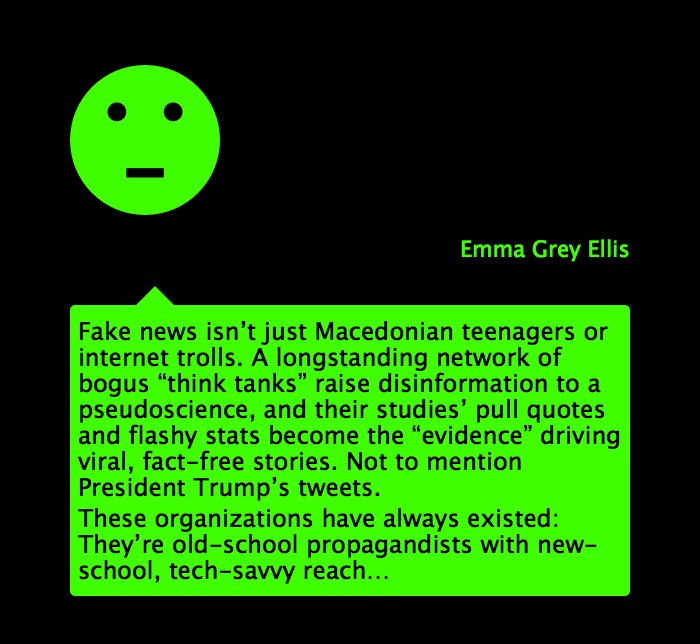 Emma Grey Ellis
Fake news isn’t just Macedonian teenagers or
internet trolls. A longstanding network of
bogus “think tanks” raise disinformation to a
pseudoscience, and their studies’ pull quotes
and flashy stats become the “evidence” driving
viral, fact-free stories. Not to mention
President Trump’s tweets.
These organizations have always existed:
They’re old-school propagandists with new-
school, tech-savvy reach…